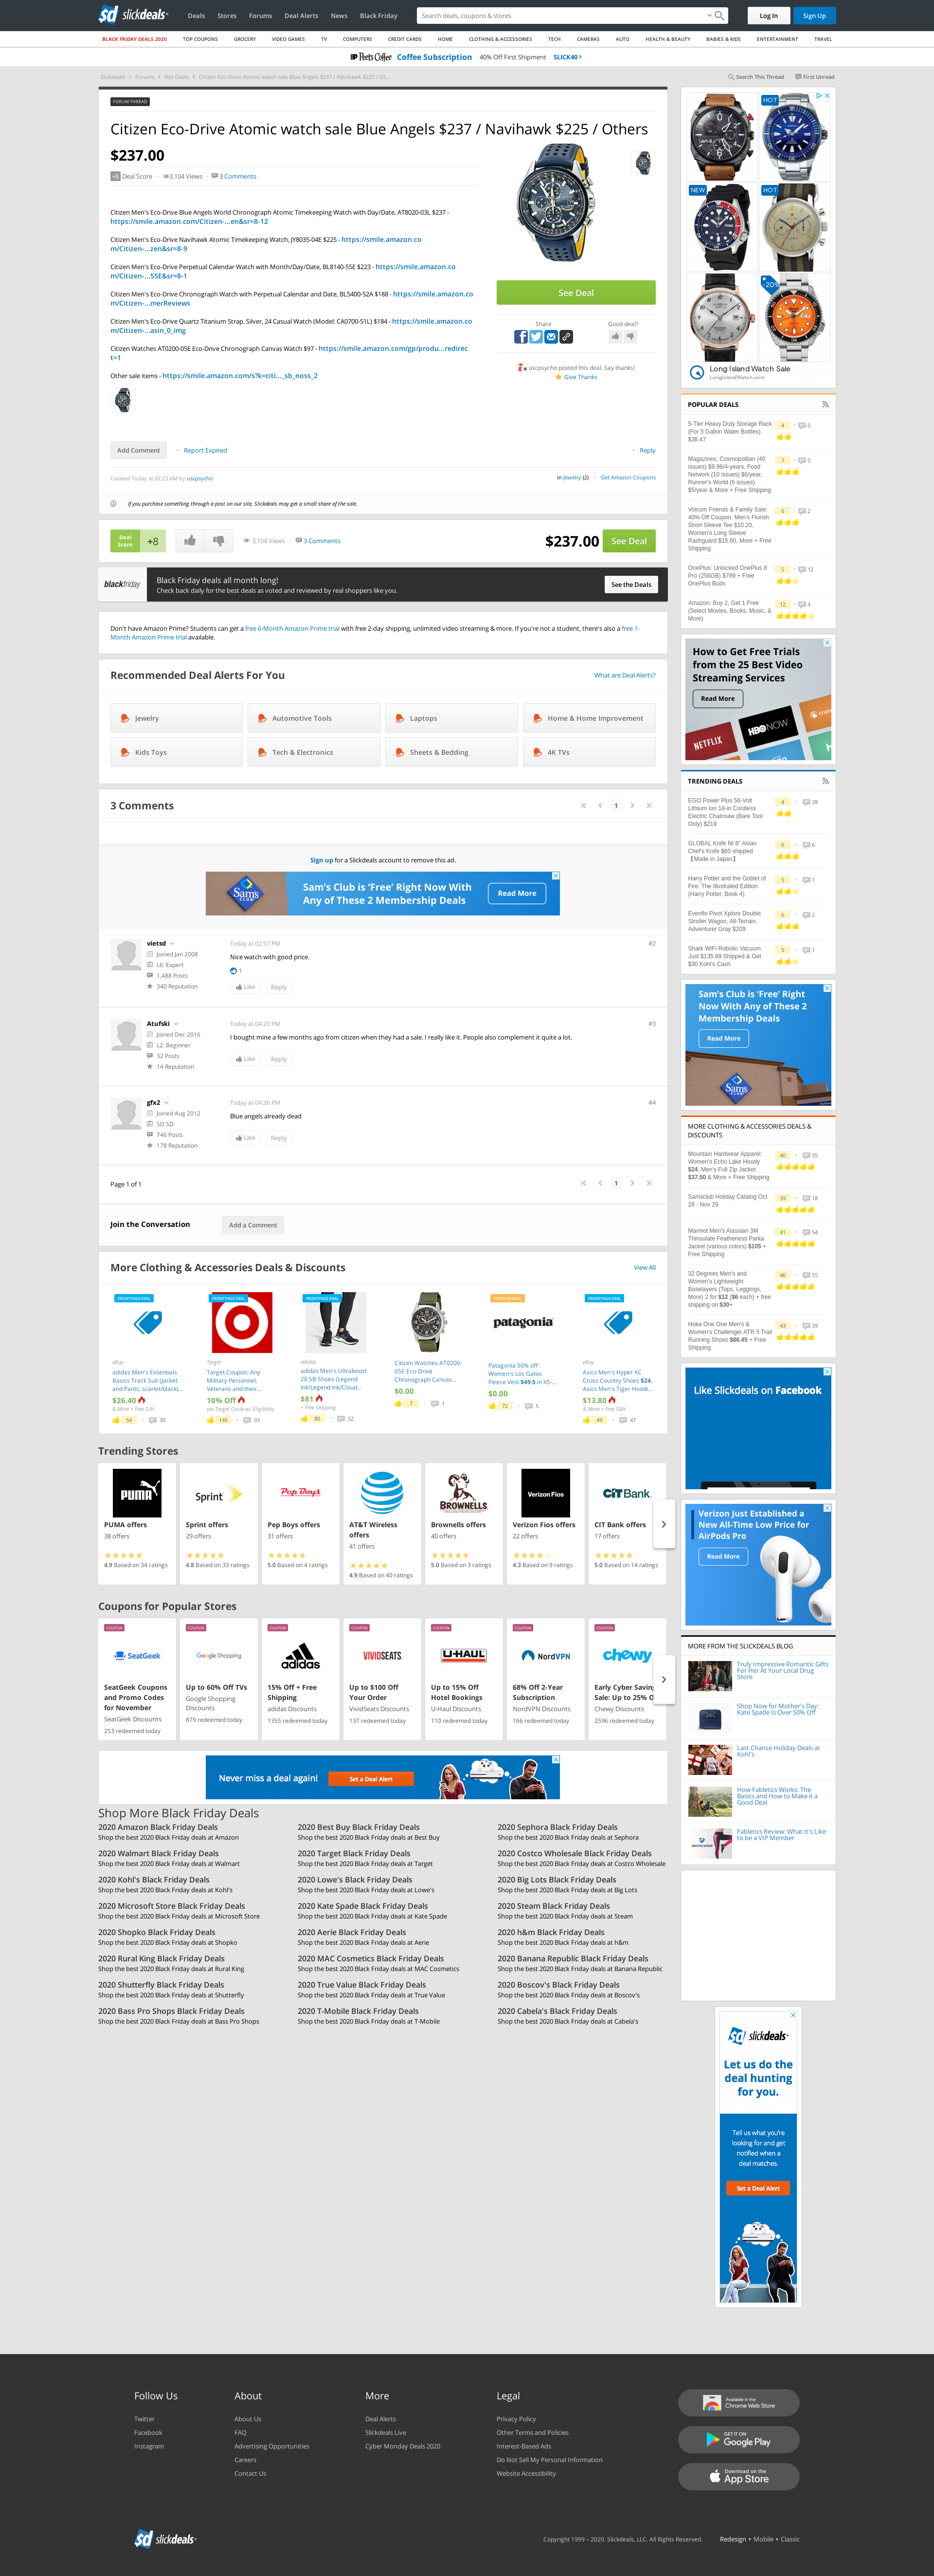 slickdeals
Deals Stores Forums Deal Alerts News Black Friday
Search deals, coupons & stores
Log In Sign Up
BLACK FRIDAY DEALS 2020 TOP COUPONS GROCERY VIDEO GAMES TV COMPUTERS CREDIT CARDS HOME CLOTHING & ACCESSORIES TECH CAMERAS AUTO HEALTH & BEAUTY BABIES & KIDS ENTERTAINMENT TRAVEL
Peet's Coffee Coffee Subscription 40% Off First Shipment SLICK40
Slickdeals Forums Hot Deals Citizen Eco-Drive Atomic watch sale Blue Angels $237 / Navihawk $225 / Ot...
Search This Thread First Unread
FORUM THREAD
Citizen Eco-Drive Atomic watch sale Blue Angels $237 / Navihawk $225 / Others
$237.00
+8 Deal Score 3,104 Views 3 Comments
Citizen Men's Eco-Drive Blue Angels World Chronograph Atomic Timekeeping Watch with Day/Date, AT8020-03L $237 -
https://smile.amazon.com/Citizen-...en&sr=8-12
Citizen Men's Eco-Drive Navihawk Atomic Timekeeping Watch, JY8035-04E $225 - https://smile.amazon.co
m/Citizen-...zen&sr=8-9
Citizen Men's Eco-Drive Perpetual Calendar Watch with Month/Day/Date, BL8140-55E $223 - https://smile.amazon.co
m/Citizen-...55E&sr=8-1
Citizen Men's Eco-Drive Chronograph Watch with Perpetual Calendar and Date, BL5400-52A $188 - https://smile.amazon.co
m/Citizen-...merReviews
Citizen Men's Eco-Drive Quartz Titanium Strap, Silver, 24 Casual Watch (Model: CA0700-51L) $184 - https://smile.amazon.co
m/Citizen-...asin_0_img
Citizen Watches AT0200-05E Eco-Drive Chronograph Canvas Watch $97 - https://smile.amazon.com/gp/produ...redirec
t=1
Other sale items - https://smile.amazon.com/s?k=citi..._sb_noss_2
See Deal
Share Good deal?
uscpsycho posted this deal. Say thanks!
Give Thanks
Add Comment Report Expired Reply
Created Today at 02:23 AM by uscpsycho
in Jewelry (2) Get Amazon Coupons
If you purchase something through a post on our site, Slickdeals may get a small share of the sale.
Deal Score +8 3,104 Views 3 Comments $237.00 See Deal
blackfriday
Black Friday deals all month long!
Check back daily for the best deals as voted and reviewed by real shoppers like you.
See the Deals
Don't have Amazon Prime? Students can get a free 6-Month Amazon Prime trial with free 2-day shipping, unlimited video streaming & more. If you're not a student, there's also a free 1-
Month Amazon Prime trial available.
Recommended Deal Alerts For You
What are Deal Alerts?
Jewelry Automotive Tools Laptops Home & Home Improvement
Kids Toys Tech & Electronics Sheets & Bedding 4K TVs
3 Comments
1
Sign up for a Slickdeals account to remove this ad.
Sam's Club
Sam's Club is 'Free' Right Now With
Any of These 2 Membership Deals
Read More
vietsd
Joined Jan 2008
L6: Expert
1,488 Posts
340 Reputation
Today at 02:57 PM
#2
Nice watch with good price.
1
Like Reply
Atufski
Joined Dec 2016
L2: Beginner
32 Posts
14 Reputation
Today at 04:20 PM
#3
I bought mine a few months ago from citizen when they had a sale. I really like it. People also complement it quite a lot.
Like Reply
gfx2
Joined Aug 2012
SD SD
746 Posts
178 Reputation
Today at 04:36 PM
#4
Blue angels already dead
Like Reply
Page 1 of 1
1
Join the Conversation
Add a Comment
More Clothing & Accessories Deals & Discounts
View All
FRONTPAGE DEAL
eBay
adidas Men's Essentials
Basics Track Suit (Jacket
and Pants, scarlet/black)...
$26.40
& More + Free S/H
54 30
FRONTPAGE DEAL
Target
Target Coupon: Any
Military Personnel,
Veterans and their...
10% Off
via Target Circle w/ Eligibility
165 93
FRONTPAGE DEAL
adidas
adidas Men's Ultraboost
20 SB Shoes (Legend
Ink/Legend Ink/Cloud...
$81
+ Free Shipping
80 52
Citizen Watches AT0200-
05E Eco-Drive
Chronograph Canvas...
$0.00
7 1
POPULAR DEAL
patagonia
Patagonia 50% off :
Women's Los Gatos
Fleece Vest $49.5 in XS-...
$0.00
72 5
FRONTPAGE DEAL
eBay
Asics Men's Hyper XC
Cross Country Shoes $24,
Asics Men's Tiger Hoodi...
$13.80
& More + Free S&H
49 47
Trending Stores
PUMA
PUMA offers
38 offers
4.9 Based on 34 ratings
Sprint
Sprint offers
29 offers
4.8 Based on 33 ratings
Pep Boys
Pep Boys offers
31 offers
5.0 Based on 4 ratings
AT&T Wireless
offers
41 offers
4.9 Based on 40 ratings
BROWNELLS
Brownells offers
40 offers
5.0 Based on 3 ratings
Verizon Fios
Verizon Fios offers
22 offers
4.3 Based on 9 ratings
CIT Bank
CIT Bank offers
17 offers
5.0 Based on 14 ratings
Coupons for Popular Stores
COUPON
SeatGeek
SeatGeek Coupons
and Promo Codes
for November
SeatGeek Discounts
253 redeemed today
COUPON
Google Shopping
Up to 60% Off TVs
Google Shopping
Discounts
879 redeemed today
COUPON
adidas
15% Off + Free
Shipping
adidas Discounts
1355 redeemed today
COUPON
VIVIDSEATS
Up to $100 Off
Your Order
VividSeats Discounts
137 redeemed today
COUPON
U-HAUL
Up to 15% Off
Hotel Bookings
U-Haul Discounts
110 redeemed today
COUPON
NordVPN
68% Off 2-Year
Subscription
NordVPN Discounts
166 redeemed today
COUPON
chewy
Early Cyber Saving
Sale: Up to 25% O
Chewy Discounts
2596 redeemed today
Never miss a deal again! Set a Deal Alert
Shop More Black Friday Deals
2020 Amazon Black Friday Deals
Shop the best 2020 Black Friday deals at Amazon
2020 Best Buy Black Friday Deals
Shop the best 2020 Black Friday deals at Best Buy
2020 Sephora Black Friday Deals
Shop the best 2020 Black Friday deals at Sephora
2020 Walmart Black Friday Deals
Shop the best 2020 Black Friday deals at Walmart
2020 Target Black Friday Deals
Shop the best 2020 Black Friday deals at Target
2020 Costco Wholesale Black Friday Deals
Shop the best 2020 Black Friday deals at Costco Wholesale
2020 Kohl's Black Friday Deals
Shop the best 2020 Black Friday deals at Kohl's
2020 Lowe's Black Friday Deals
Shop the best 2020 Black Friday deals at Lowe's
2020 Big Lots Black Friday Deals
Shop the best 2020 Black Friday deals at Big Lots
2020 Microsoft Store Black Friday Deals
Shop the best 2020 Black Friday deals at Microsoft Store
2020 Kate Spade Black Friday Deals
Shop the best 2020 Black Friday deals at Kate Spade
2020 Steam Black Friday Deals
Shop the best 2020 Black Friday deals at Steam
2020 Shopko Black Friday Deals
Shop the best 2020 Black Friday deals at Shopko
2020 Aerie Black Friday Deals
Shop the best 2020 Black Friday deals at Aerie
2020 h&m Black Friday Deals
Shop the best 2020 Black Friday deals at h&m
2020 Rural King Black Friday Deals
Shop the best 2020 Black Friday deals at Rural King
2020 MAC Cosmetics Black Friday Deals
Shop the best 2020 Black Friday deals at MAC Cosmetics
2020 Banana Republic Black Friday Deals
Shop the best 2020 Black Friday deals at Banana Republic
2020 Shutterfly Black Friday Deals
Shop the best 2020 Black Friday deals at Shutterfly
2020 True Value Black Friday Deals
Shop the best 2020 Black Friday deals at True Value
2020 Boscov's Black Friday Deals
Shop the best 2020 Black Friday deals at Boscov's
2020 Bass Pro Shops Black Friday Deals
Shop the best 2020 Black Friday deals at Bass Pro Shops
2020 T-Mobile Black Friday Deals
Shop the best 2020 Black Friday deals at T-Mobile
2020 Cabela's Black Friday Deals
Shop the best 2020 Black Friday deals at Cabela's
HOT
NEW HOT
-20%
Long Island Watch Sale
LongIslandWatch.com
POPULAR DEALS
5-Tier Heavy Duty Storage Rack
(For 5 Gallon Water Bottles)
$38.47
4 0
Magazines: Cosmopolitan (40
issues) $9.96/4-years, Food
Network (10 issues) $6/year,
Runner's World (6 issues)
$5/year & More + Free Shipping
7 0
Volcom Friends & Family Sale:
40% Off Coupon: Men's Florish
Short Sleeve Tee $10.20,
Women's Long Sleeve
Rashguard $15.60, More + Free
Shipping
6 2
OnePlus: Unlocked OnePlus 8
Pro (256GB) $799 + Free
OnePlus Buds
5 12
Amazon: Buy 2, Get 1 Free
(Select Movies, Books, Music, &
More)
12 4
How to Get Free Trials
from the 25 Best Video
Streaming Services
Read More
NETFLIX HBO NOW
TRENDING DEALS
EGO Power Plus 56-Volt
Lithium Ion 18-in Cordless
Electric Chainsaw (Bare Tool
Only) $219
4 28
GLOBAL Knife NI 8" Asian
Chef's Knife $60 shipped
【Made in Japan】
6 6
Harry Potter and the Goblet of
Fire: The Illustrated Edition
(Harry Potter, Book 4)
5 1
Evenflo Pivot Xplore Double
Stroller Wagon, All-Terrain,
Adventurer Gray $209
6 2
Shark WiFi Robotic Vacuum
Just $135.99 Shipped & Get
$30 Kohl's Cash
5 1
Sam's Club is 'Free' Right
Now With Any of These 2
Membership Deals
Read More
Sam's Club
MORE CLOTHING & ACCESSORIES DEALS &
DISCOUNTS
Mountain Hardwear Apparel:
Women's Echo Lake Hoody
$24, Men's Full Zip Jacket
$37.50 & More + Free Shipping
40 35
Samsclub Holiday Catalog Oct
28 - Nov 29
39 18
Marmot Men's Alassian 3M
Thinsulate Featherless Parka
Jacket (various colors) $105 +
Free Shipping
41 54
32 Degrees Men's and
Women's Lightweight
Baselayers (Tops, Leggings,
More) 2 for $12 ($6 each) + free
shipping on $30+
46 55
Hoka One One Men's &
Women's Challenger ATR 5 Trail
Running Shoes $86.45 + Free
Shipping
43 39
Like Slickdeals on Facebook
Verizon Just Established a
New All-Time Low Price for
AirPods Pro
Read More
MORE FROM THE SLICKDEALS BLOG
Truly Impressive Romantic Gifts
For Her At Your Local Drug
Store
Shop Now for Mother's Day:
Kate Spade Is Over 50% Off
Last Chance Holiday Deals at
Kohl's
How Fabletics Works: The
Basics and How to Make it a
Good Deal
Fabletics Review: What It's Like
to be a VIP Member
slickdeals
Let us do the
deal hunting
for you.
Tell us what you're
looking for and get
notified when a
deal matches.
Set a Deal Alert
Follow Us
Twitter
Facebook
Instagram
About
About Us
FAQ
Advertising Opportunities
Careers
Contact Us
More
Deal Alerts
Slickdeals Live
Cyber Monday Deals 2020
Legal
Privacy Policy
Other Terms and Policies
Interest-Based Ads
Do Not Sell My Personal Information
Website Accessibility
Available in the
Chrome Web Store
GET IT ON
Google Play
Download on the
App Store
slickdeals
Copyright 1999 – 2020. Slickdeals, LLC. All Rights Reserved. Redesign • Mobile • Classic